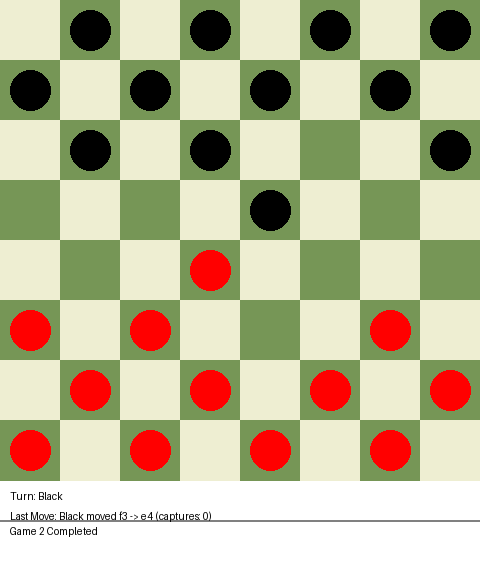 Turn: Black
Last Move: Black moved f3 -> e4 (captures: 0)
Game 2 Completed